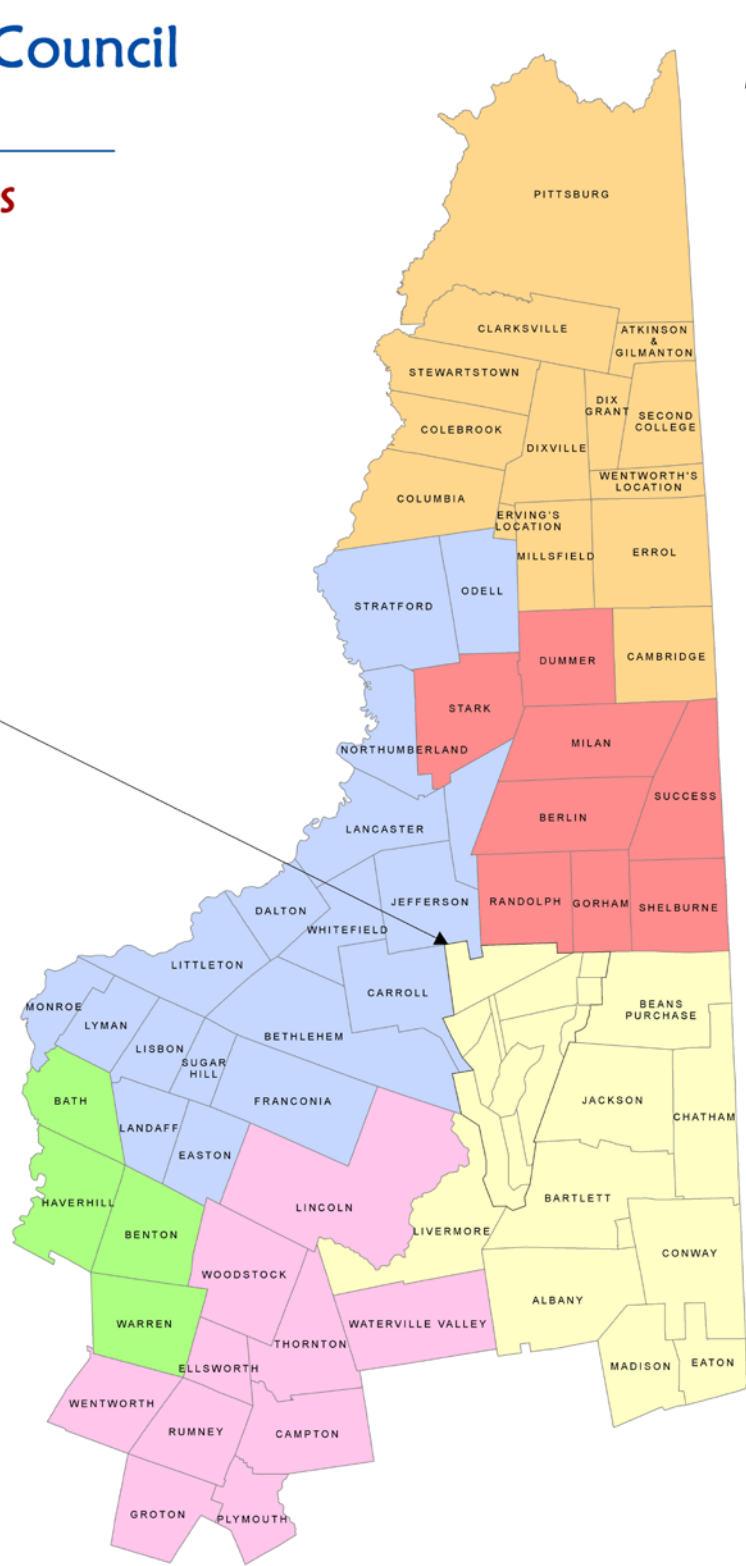 Council
s
PITTSBURG
CLARKSVILLE
ATKINSON
&
GILMANTON
STEWARTSTOWN
DIX
GRANT
SECOND
COLLEGE
COLEBROOK
DIXVILLE
WENTWORTH'S
LOCATION
COLUMBIA
ERVING'S
LOCATION
MILLSFIELD
ERROL
ODELL
STRATFORD
DUMMER
CAMBRIDGE
STARK
MILAN
NORTHUMBERLAND
SUCCESS
BERLIN
LANCASTER
JEFFERSON
RANDOLPH
GORHAM
SHELBURNE
DALTON
WHITEFIELD
LITTLETON
CARROLL
MONROE
BEANS
PURCHASE
LYMAN
BETHLEHEM
LISBON
SUGAR
HILL
BATH
FRANCONIA
JACKSON
CHATHAM
LANDAFF
EASTON
HAVERHILL
LINCOLN
BARTLETT
BENTON
LIVERMORE
CONWAY
WOODSTOCK
ALBANY
WARREN
WATERVILLE VALLEY
THORNTON
MADISON
EATON
ELLSWORTH
WENTWORTH
RUMNEY
CAMPTON
GROTON
PLYMOUTH